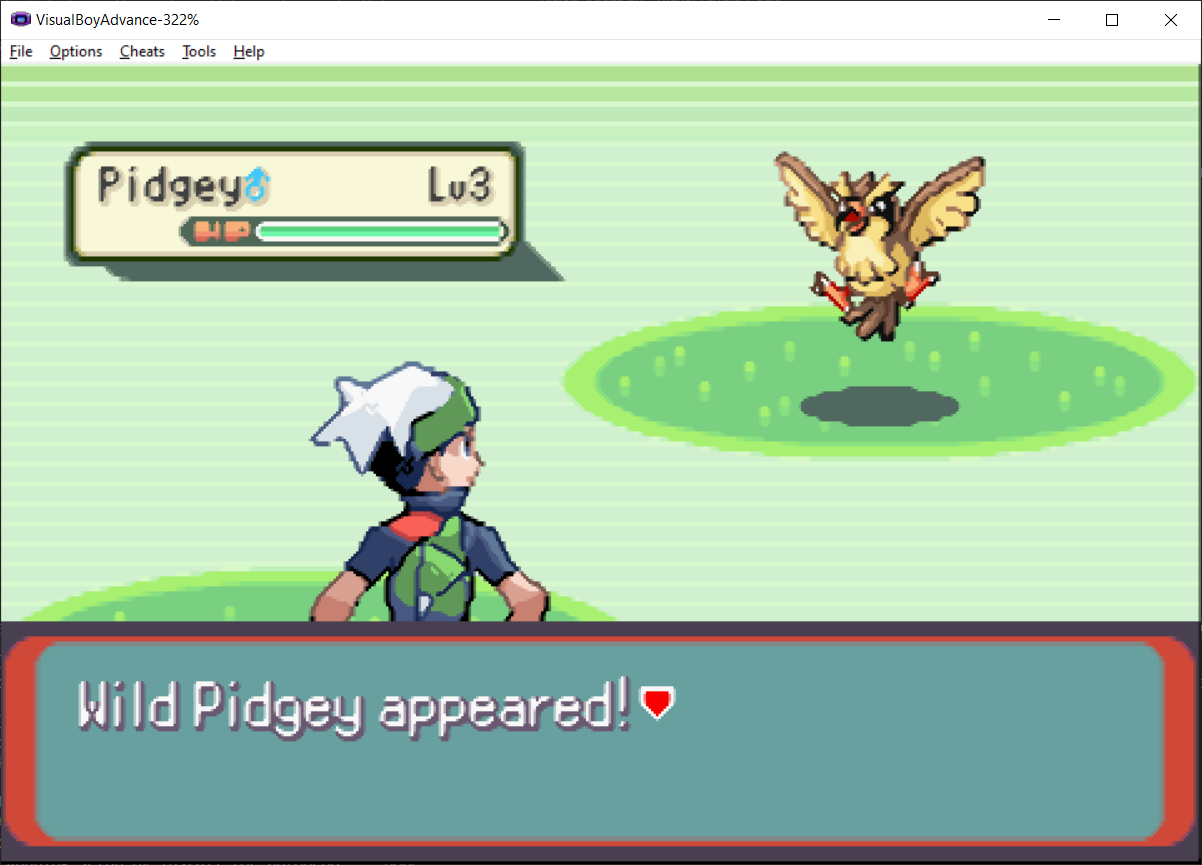 VisualBoyAdvance-322%
File Options Cheats Tools Help
Pidgey♂ Lv3
HP
Wild Pidgey appeared!